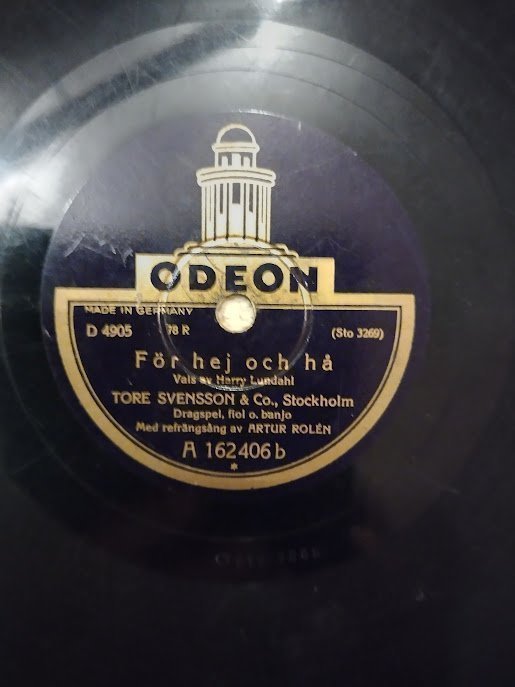 ODEON
MADE IN GERMANY
D 4905 78 R (Sto 3269)
För hej och hå
Vals av Harry Lundahl
TORE SVENSSON & Co., Stockholm
Dragspel, fiol o. banjo
Med refrängsång av ARTUR ROLÉN
A 162406 b
*